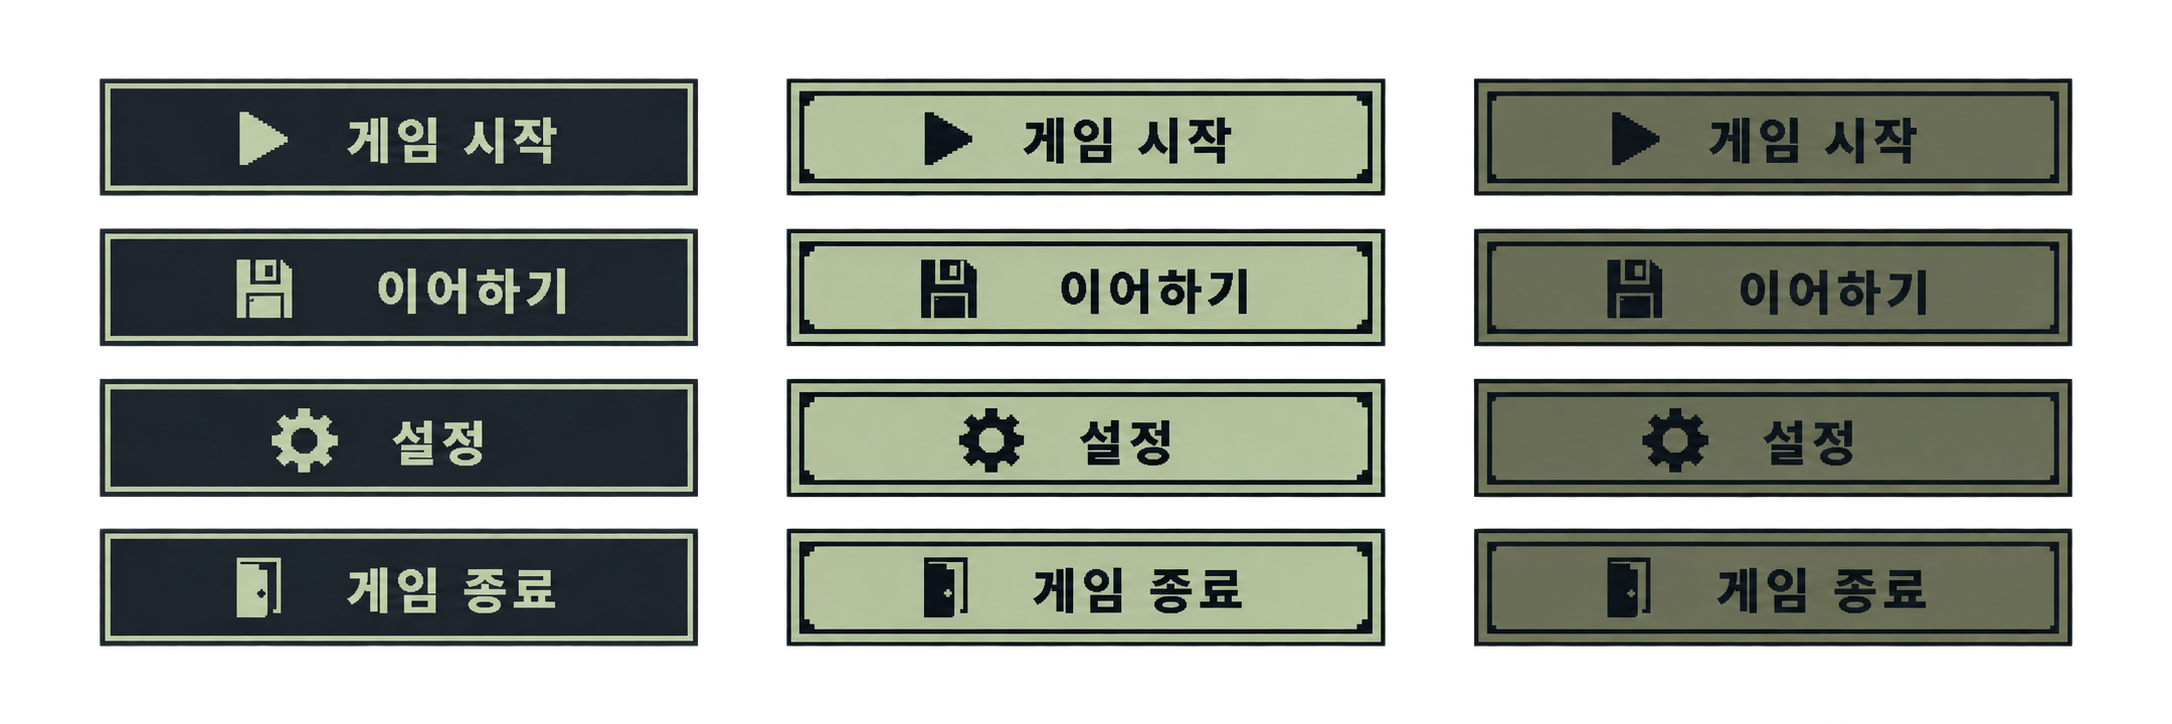 게임 시작 게임 시작 게임 시작
이어하기 이어하기 이어하기
설정 설정 설정
게임 종료 게임 종료 게임 종료